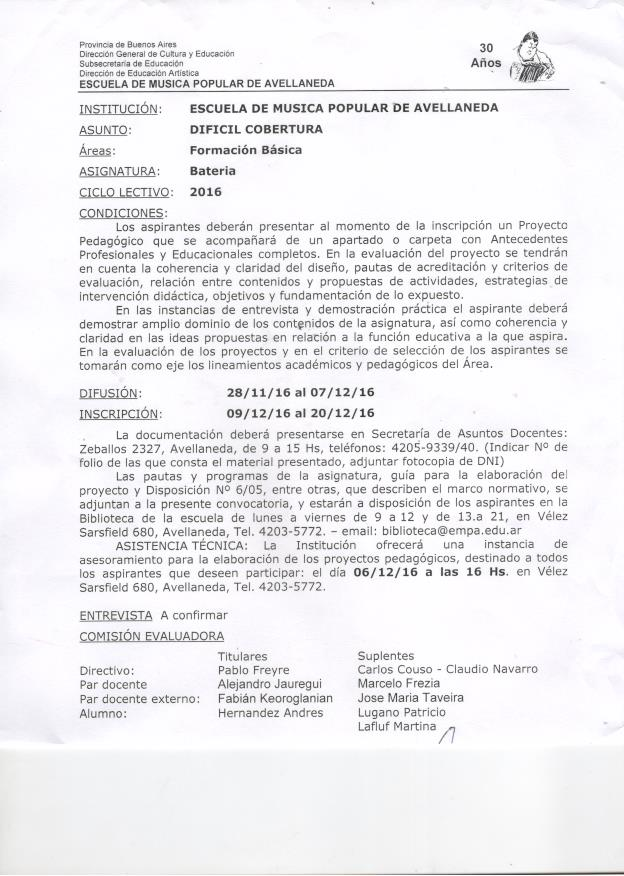 Provincia de Buenos Aires
Dirección General de Cultura y Educación
Subsecretaría de Educación
Dirección de Educación Artística
ESCUELA DE MUSICA POPULAR DE AVELLANEDA
30
Años
INSTITUCIÓN: ESCUELA DE MUSICA POPULAR DE AVELLANEDA
ASUNTO: DIFICIL COBERTURA
Áreas: Formación Básica
ASIGNATURA: Bateria
CICLO LECTIVO: 2016
CONDICIONES:
Los aspirantes deberán presentar al momento de la inscripción un Proyecto
Pedagógico que se acompañará de un apartado o carpeta con Antecedentes
Profesionales y Educacionales completos. En la evaluación del proyecto se tendrán
en cuenta la coherencia y claridad del diseño, pautas de acreditación y criterios de
evaluación, relación entre contenidos y propuestas de actividades, estrategias de
intervención didáctica, objetivos y fundamentación de lo expuesto.
En las instancias de entrevista y demostración práctica el aspirante deberá
demostrar amplio dominio de los contenidos de la asignatura, así como coherencia y
claridad en las ideas propuestas en relación a la función educativa a la que aspira.
En la evaluación de los proyectos y en el criterio de selección de los aspirantes se
tomarán como eje los lineamientos académicos y pedagógicos del Área.
DIFUSIÓN: 28/11/16 al 07/12/16
INSCRIPCIÓN: 09/12/16 al 20/12/16
La documentación deberá presentarse en Secretaría de Asuntos Docentes:
Zeballos 2327, Avellaneda, de 9 a 15 Hs, teléfonos: 4205-9339/40. (Indicar Nº de
folio de las que consta el material presentado, adjuntar fotocopia de DNI)
Las pautas y programas de la asignatura, guía para la elaboración del
proyecto y Disposición Nº 6/05, entre otras, que describen el marco normativo, se
adjuntan a la presente convocatoria, y estarán a disposición de los aspirantes en la
Biblioteca de la escuela de lunes a viernes de 9 a 12 y de 13.a 21, en Vélez
Sarsfield 680, Avellaneda, Tel. 4203-5772. – email: biblioteca@empa.edu.ar
ASISTENCIA TÉCNICA: La Institución ofrecerá una instancia de
asesoramiento para la elaboración de los proyectos pedagógicos, destinado a todos
los aspirantes que deseen participar: el día 06/12/16 a las 16 Hs. en Vélez
Sarsfield 680, Avellaneda, Tel. 4203-5772.
ENTREVISTA A confirmar
COMISIÓN EVALUADORA
Titulares Suplentes
Directivo: Pablo Freyre Carlos Couso - Claudio Navarro
Par docente Alejandro Jauregui Marcelo Frezia
Par docente externo: Fabián Keoroglanian Jose Maria Taveira
Alumno: Hernandez Andres Lugano Patricio
Lafluf Martina